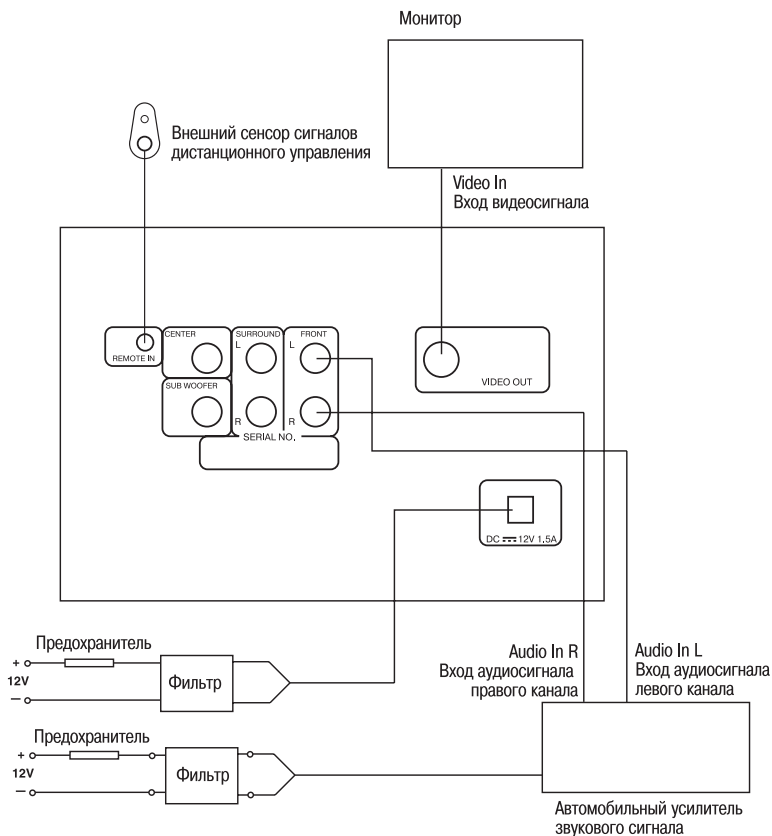 Монитор
Внешний сенсор сигналов
дистанционного управления
Video In
Вход видеосигнала
REMOTE IN
CENTER
SUB WOOFER
SURROUND
L
R
FRONT
L
R
SERIAL NO.
VIDEO OUT
DC 12V 1.5A
Предохранитель
+
12V
−
Фильтр
Audio In R
Вход аудиосигнала
правого канала
Audio In L
Вход аудиосигнала
левого канала
Предохранитель
+
12V
−
Фильтр
Автомобильный усилитель
звукового сигнала